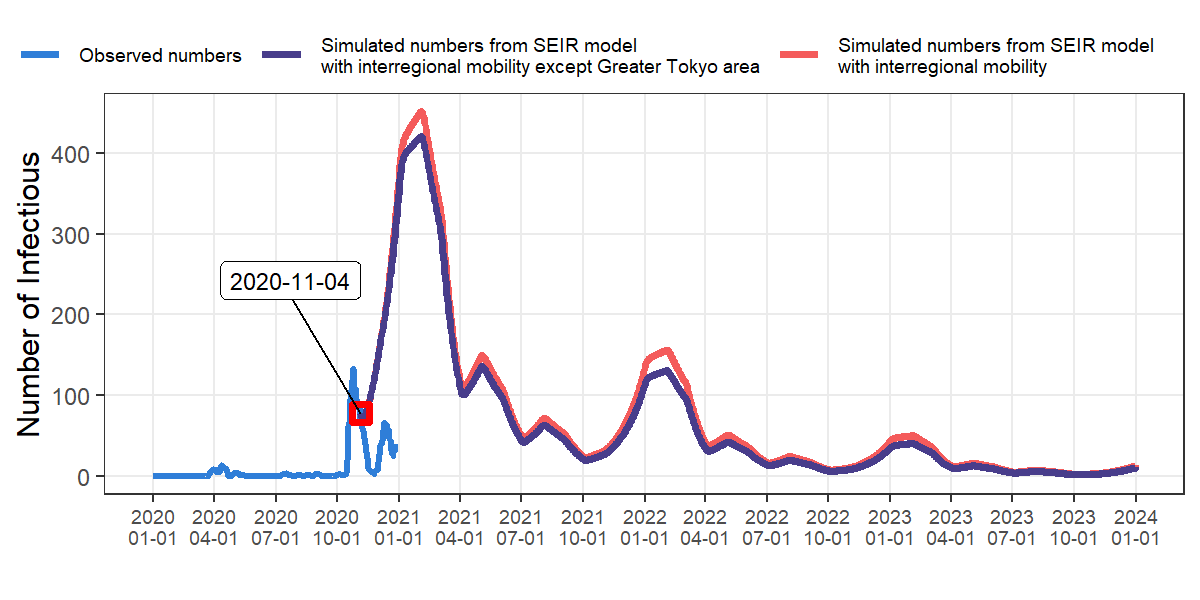 Observed numbers
Simulated numbers from SEIR model
with interregional mobility except Greater Tokyo area
Simulated numbers from SEIR model
with interregional mobility
Number of Infectious
400
300
200
100
0
2020-11-04
2020 2020 2020 2020 2021 2021 2021 2021 2022 2022 2022 2022 2023 2023 2023 2023 2024
01-01 04-01 07-01 10-01 01-01 04-01 07-01 10-01 01-01 04-01 07-01 10-01 01-01 04-01 07-01 10-01 01-01